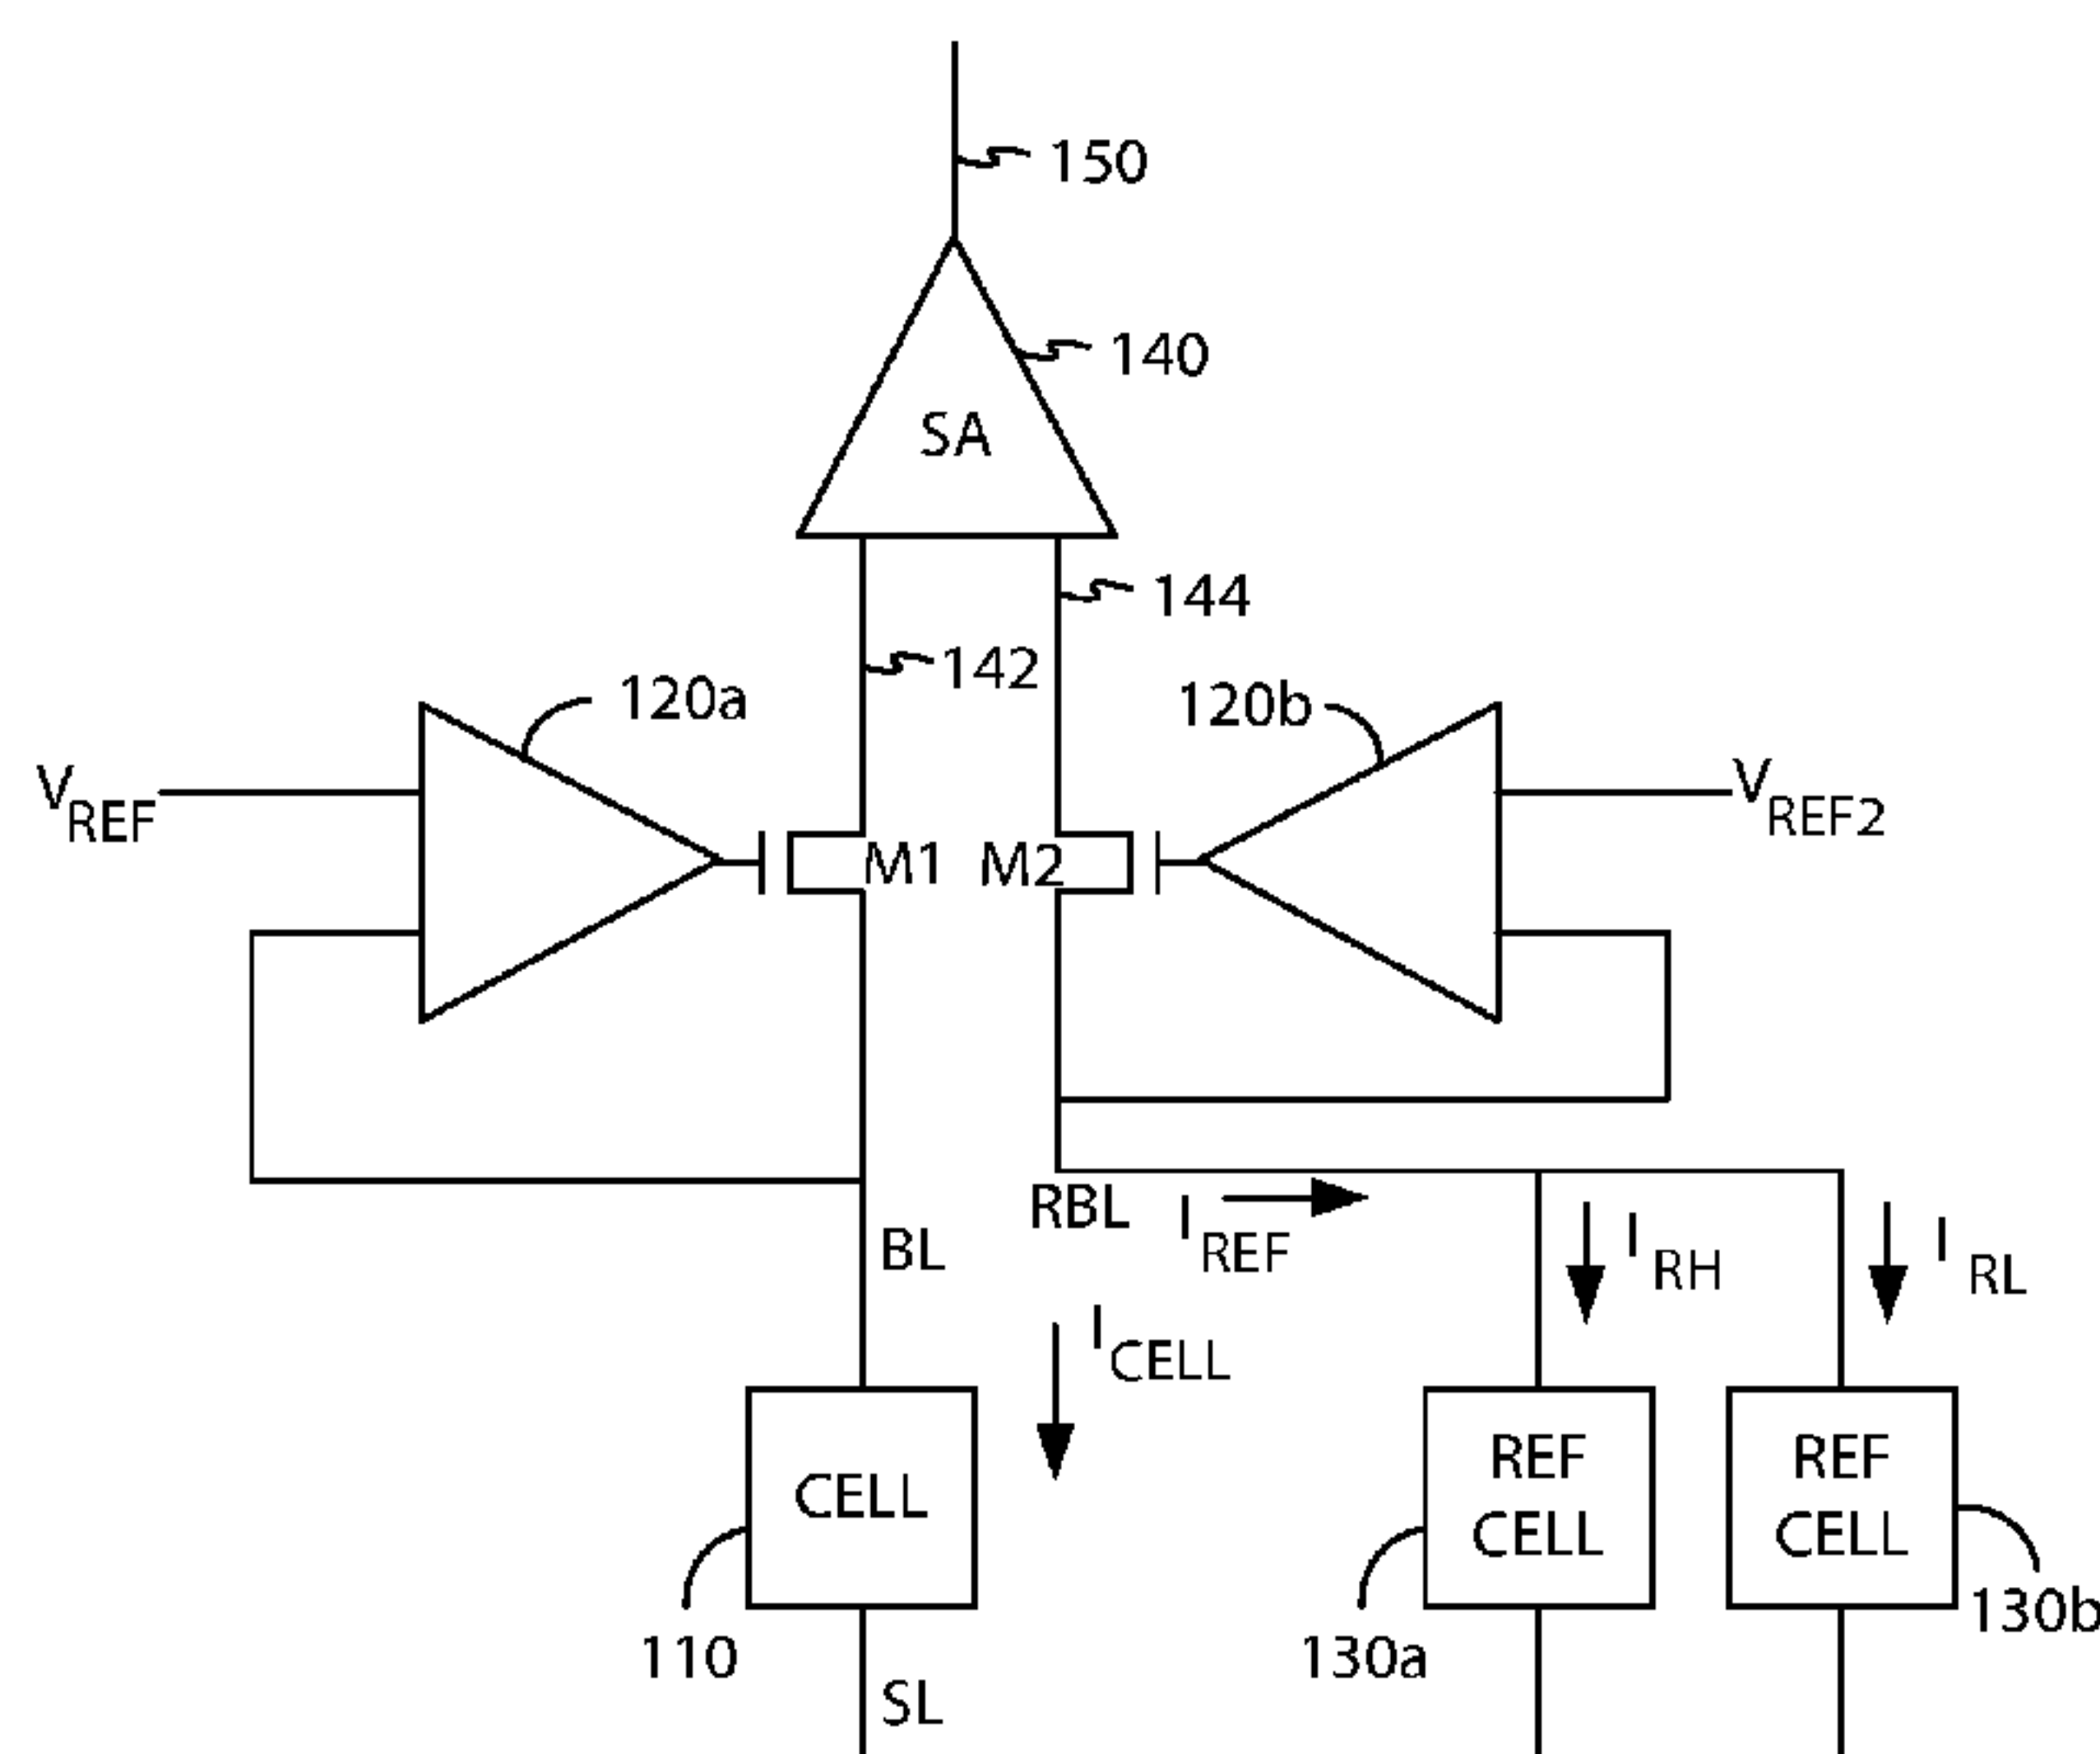 150
140
SA
144
142
120a
120b
VREF
VREF2
M1
M2
RBL
IREF
BL
IRH
IRL
ICELL
CELL
REF
CELL
REF
CELL
110
130a
130b
SL